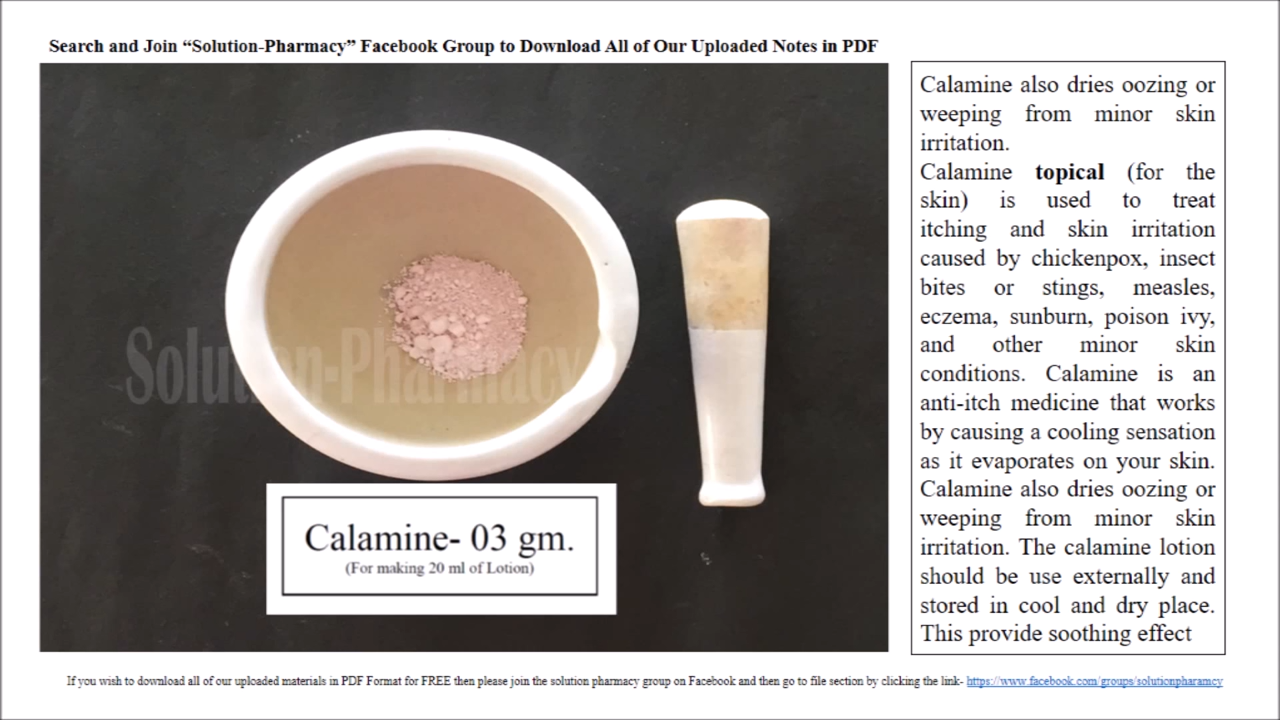 Search and Join “Solution-Pharmacy” Facebook Group to Download All of Our Uploaded Notes in PDF
Solution-Pharmacy
Calamine- 03 gm.
(For making 20 ml of Lotion)
Calamine also dries oozing or
weeping from minor skin
irritation.
Calamine topical (for the
skin) is used to treat
itching and skin irritation
caused by chickenpox, insect
bites or stings, measles,
eczema, sunburn, poison ivy,
and other minor skin
conditions. Calamine is an
anti-itch medicine that works
by causing a cooling sensation
as it evaporates on your skin.
Calamine also dries oozing or
weeping from minor skin
irritation. The calamine lotion
should be use externally and
stored in cool and dry place.
This provide soothing effect
If you wish to download all of our uploaded materials in PDF Format for FREE then please join the solution pharmacy group on Facebook and then go to file section by clicking the link- https://www.facebook.com/groups/solutionpharamcy